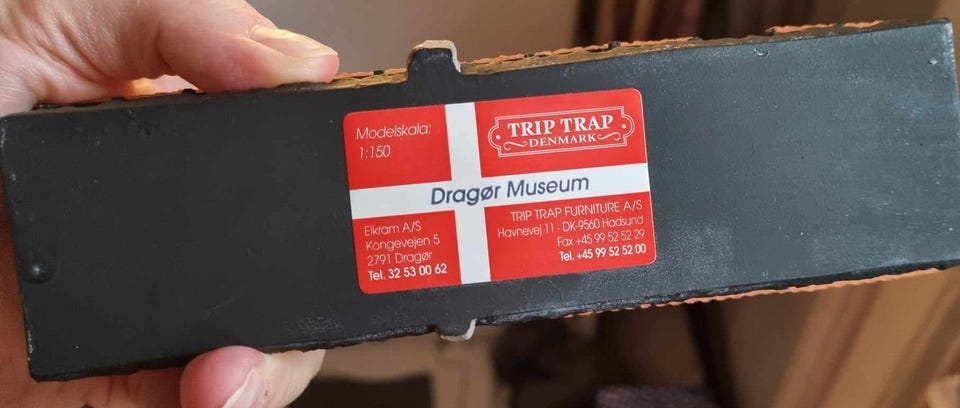 Modelskala:
1:150
TRIP TRAP
DENMARK
Dragør Museum
Elkram A/S
Kongevejen 5
2791 Dragør
Tel. 32 53 00 62
TRIP TRAP FURNITURE A/S
Havnevej 11 - DK-9560 Hadsund
Fax +45 99 52 52 29
Tel. +45 99 52 52 00